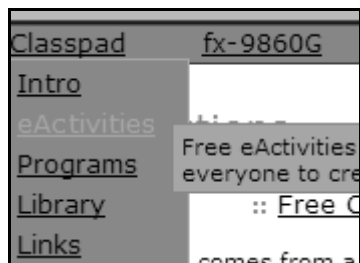 Classpad fx-9860G
Intro
eActivities
Free eActivities
Programs
everyone to cre
Library
:: Free
Links
comes from a